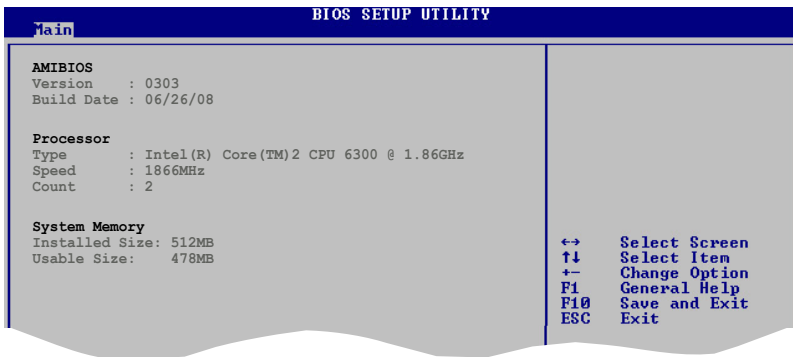 BIOS SETUP UTILITY
Main
AMIBIOS
Version : 0303
Build Date : 06/26/08
Processor
Type : Intel(R) Core(TM)2 CPU 6300 @ 1.86GHz
Speed : 1866MHz
Count : 2
System Memory
Installed Size: 512MB
Usable Size: 478MB
←→ Select Screen
↑↓ Select Item
+- Change Option
F1 General Help
F10 Save and Exit
ESC Exit